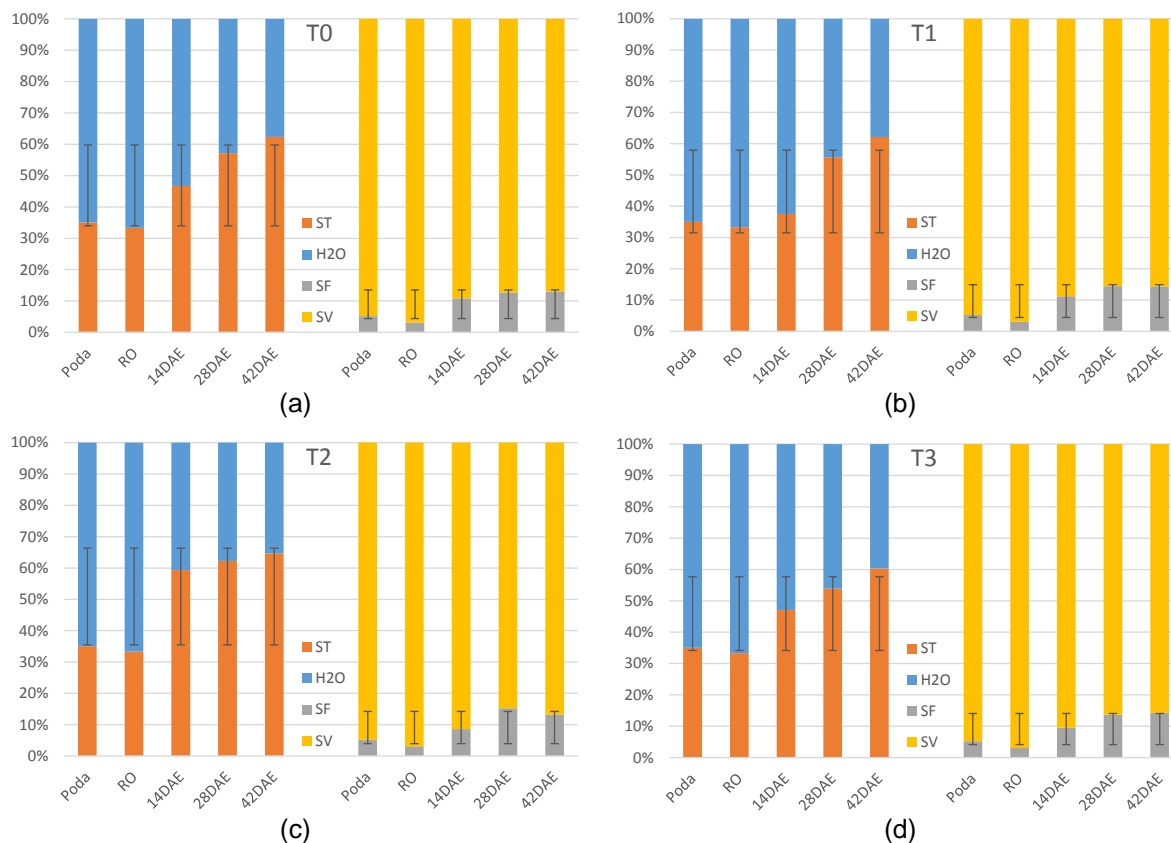 T0
100%
90%
80%
70%
60%
50%
40%
30%
20%
10%
0%
ST
H2O
SF
SV
Poda RO 14DAE 28DAE 42DAE Poda RO 14DAE 28DAE 42DAE
(a)
T1
100%
90%
80%
70%
60%
50%
40%
30%
20%
10%
0%
ST
H2O
SF
SV
Poda RO 14DAE 28DAE 42DAE Poda RO 14DAE 28DAE 42DAE
(b)
T2
100%
90%
80%
70%
60%
50%
40%
30%
20%
10%
0%
ST
H2O
SF
SV
Poda RO 14DAE 28DAE 42DAE Poda RO 14DAE 28DAE 42DAE
(c)
T3
100%
90%
80%
70%
60%
50%
40%
30%
20%
10%
0%
ST
H2O
SF
SV
Poda RO 14DAE 28DAE 42DAE Poda RO 14DAE 28DAE 42DAE
(d)